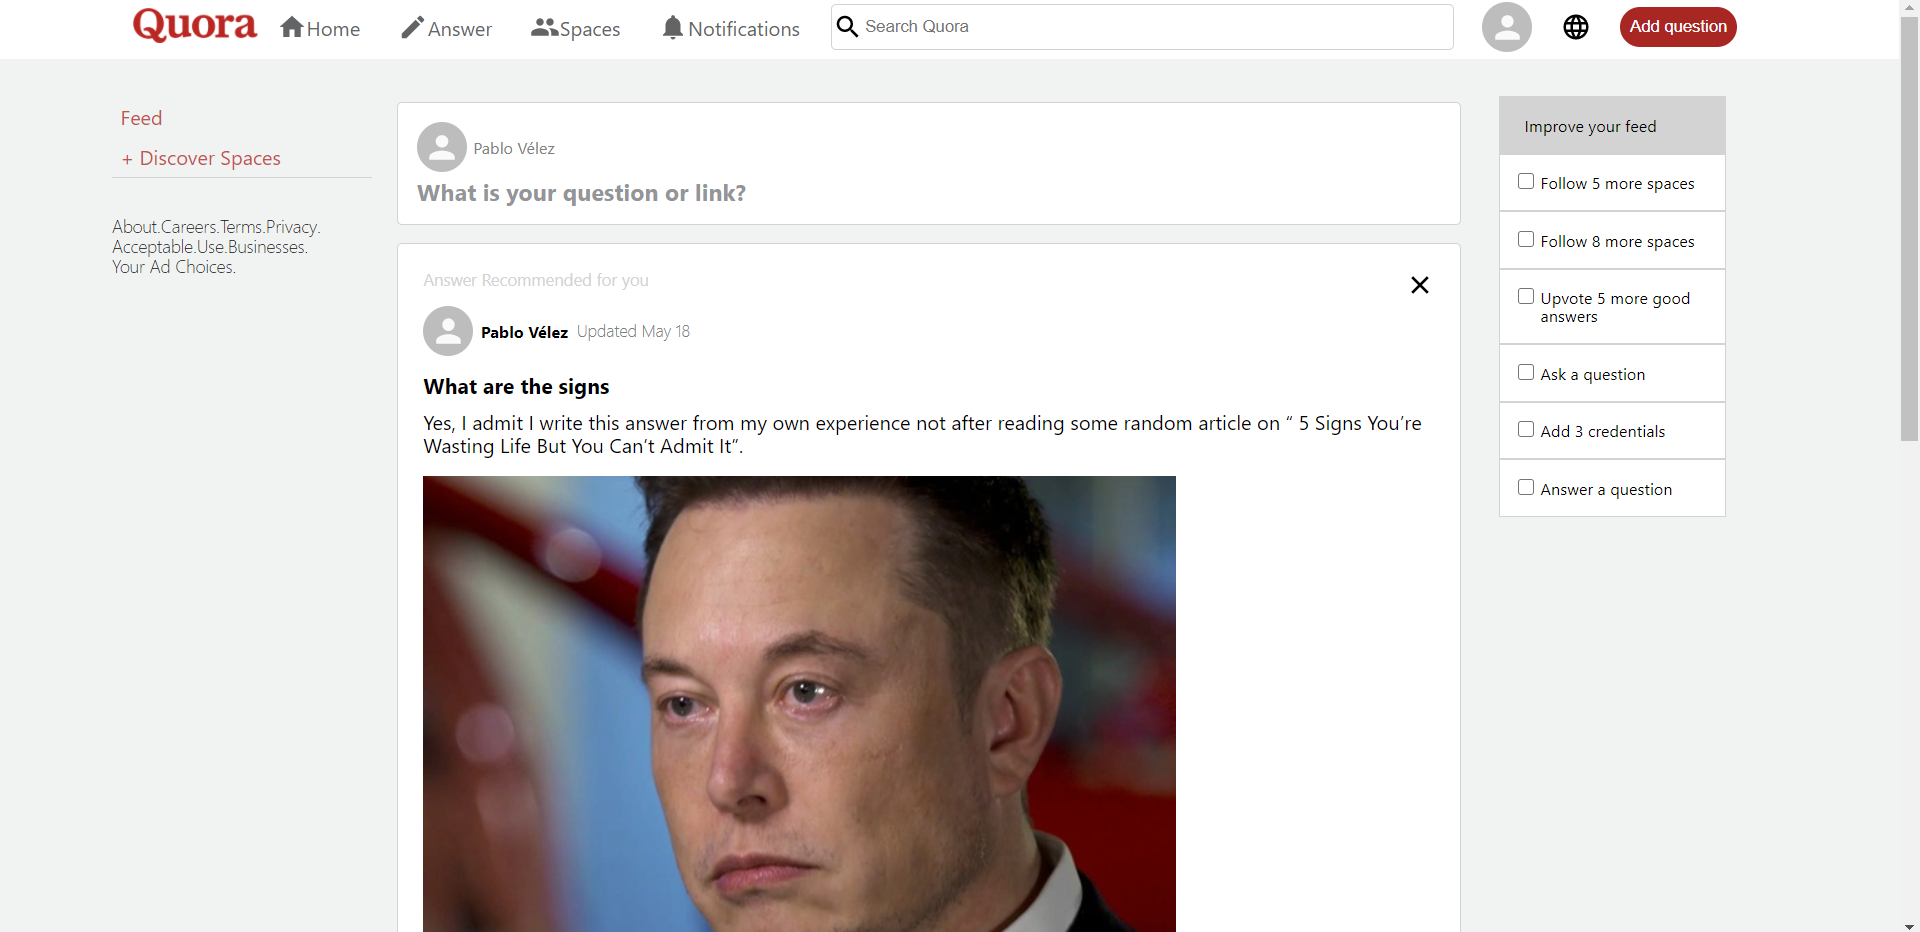 Quora
Home
Answer
Spaces
Notifications
Search Quora
Add question
Feed
+ Discover Spaces
About.Careers.Terms.Privacy.
Acceptable.Use.Businesses.
Your Ad Choices.
Pablo Vélez
What is your question or link?
Answer Recommended for you
Pablo Vélez Updated May 18
What are the signs
Yes, I admit I write this answer from my own experience not after reading some random article on “ 5 Signs You’re
Wasting Life But You Can’t Admit It”.
Improve your feed
Follow 5 more spaces
Follow 8 more spaces
Upvote 5 more good
answers
Ask a question
Add 3 credentials
Answer a question